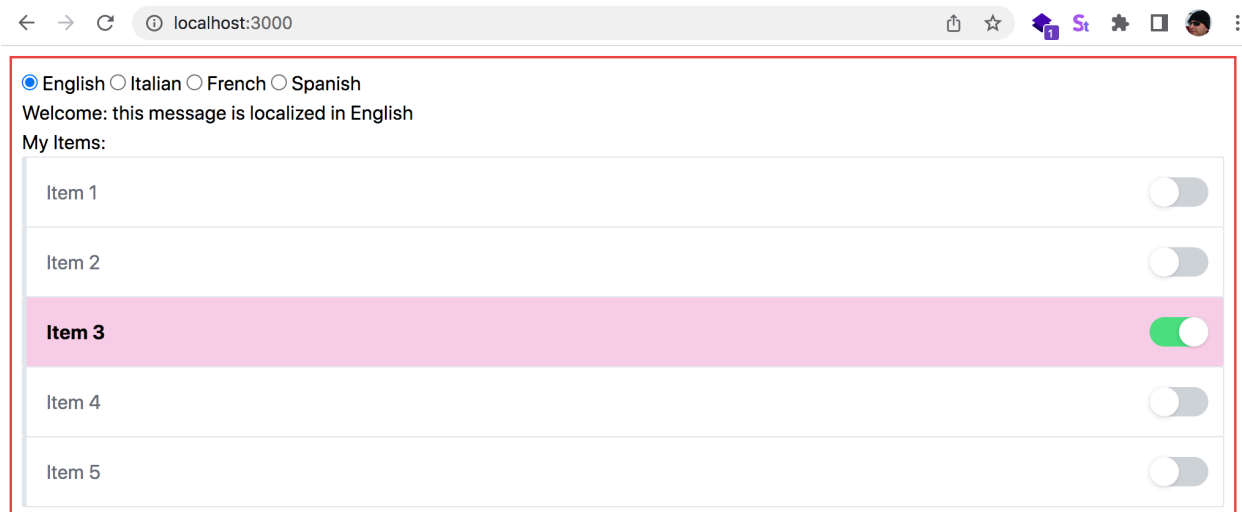 localhost:3000
1
St
English Italian French Spanish
Welcome: this message is localized in English
My Items:
Item 1
Item 2
Item 3
Item 4
Item 5